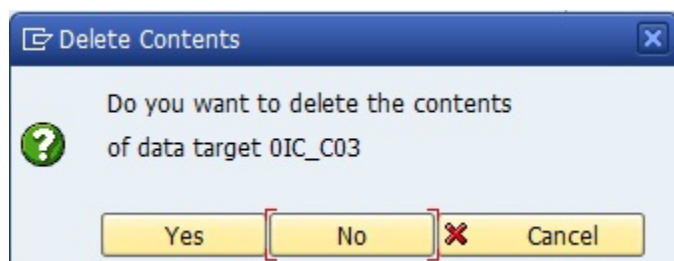 Delete Contents
Do you want to delete the contents
of data target 0IC_C03
Yes No Cancel